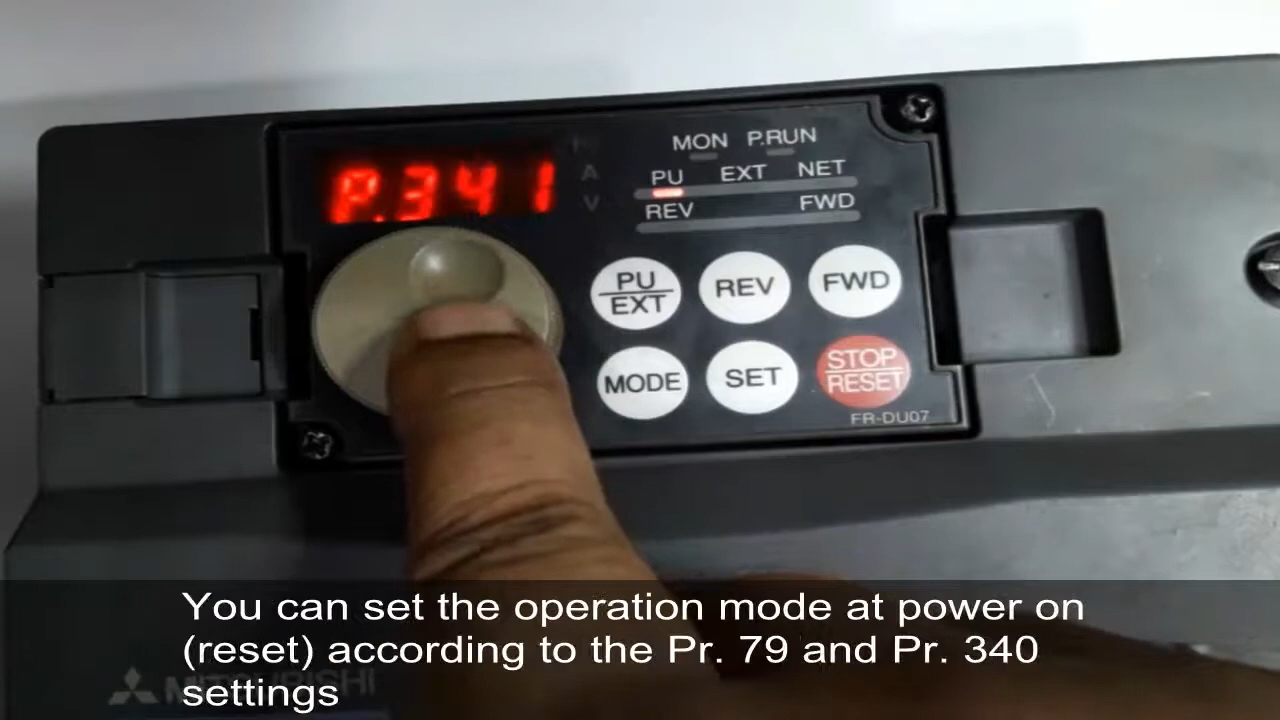 P.341
A
V
MON P.RUN
PU EXT NET
REV FWD
PU
EXT
REV
FWD
MODE
SET
STOP
RESET
FR-DU07
You can set the operation mode at power on
(reset) according to the Pr. 79 and Pr. 340
settings